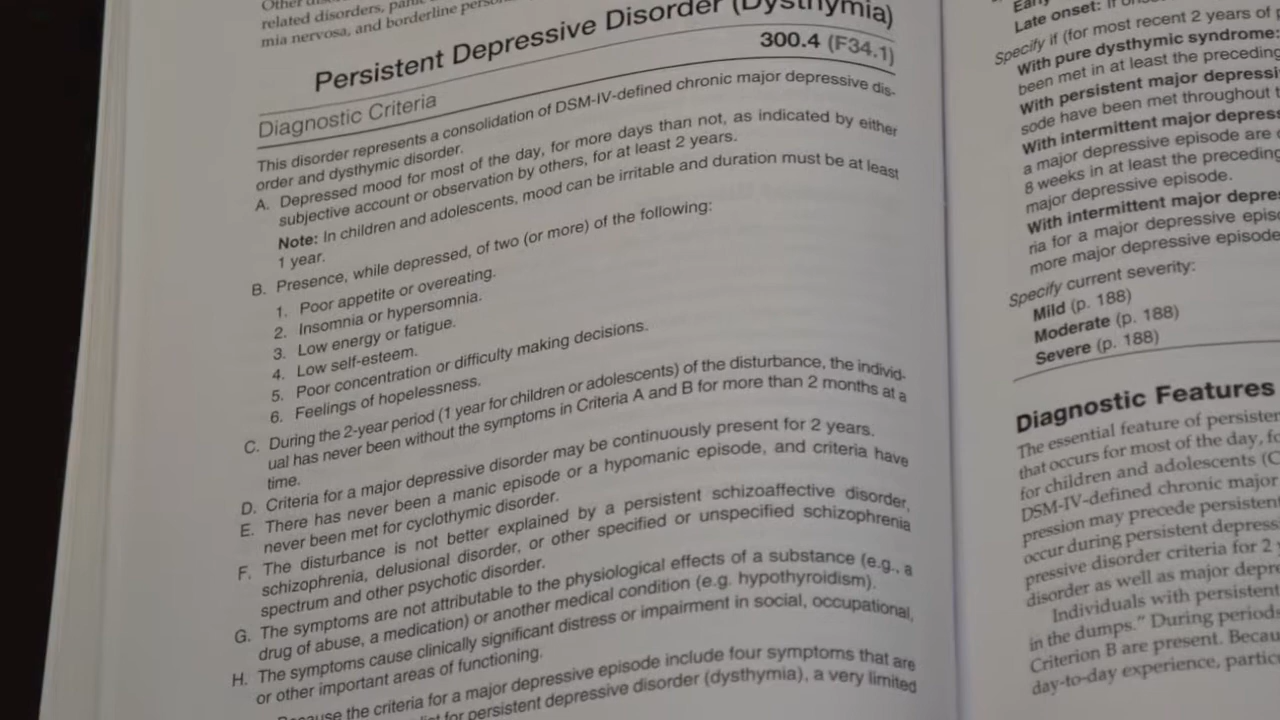 related disorders, panic
mia nervosa, and borderline
Persistent Depressive Disorder (Dysthymia)
300.4 (F34.1)
Diagnostic Criteria
This disorder represents a consolidation of DSM-IV-defined chronic major depressive dis-
order and dysthymic disorder.
A. Depressed mood for most of the day, for more days than not, as indicated by either
subjective account or observation by others, for at least 2 years.
Note: In children and adolescents, mood can be irritable and duration must be at least
1 year.
B. Presence, while depressed, of two (or more) of the following:
1. Poor appetite or overeating.
2. Insomnia or hypersomnia.
3. Low energy or fatigue.
4. Low self-esteem.
5. Poor concentration or difficulty making decisions.
6. Feelings of hopelessness.
C. During the 2-year period (1 year for children or adolescents) of the disturbance, the individ-
ual has never been without the symptoms in Criteria A and B for more than 2 months at a
time.
D. Criteria for a major depressive disorder may be continuously present for 2 years.
E. There has never been a manic episode or a hypomanic episode, and criteria have
never been met for cyclothymic disorder.
F. The disturbance is not better explained by a persistent schizoaffective disorder,
schizophrenia, delusional disorder, or other specified or unspecified schizophrenia
spectrum and other psychotic disorder.
G. The symptoms are not attributable to the physiological effects of a substance (e.g., a
drug of abuse, a medication) or another medical condition (e.g. hypothyroidism).
H. The symptoms cause clinically significant distress or impairment in social, occupational,
or other important areas of functioning.
the criteria for a major depressive episode include four symptoms that are
for persistent depressive disorder (dysthymia), a very limited
Early
Late onset: If
Specify if (for most recent 2 years of
With pure dysthymic syndrome:
been met in at least the preceding
With persistent major depressi
sode have been met throughout
With intermittent major depress
a major depressive episode are
8 weeks in at least the preceding
major depressive episode.
With intermittent major depre
ria for a major depressive epis
more major depressive episode
Specify current severity:
Mild (p. 188)
Moderate (p. 188)
Severe (p. 188)
Diagnostic Features
The essential feature of persisten
that occurs for most of the day, fo
for children and adolescents (C
DSM-IV-defined chronic major
pression may precede persisten
occur during persistent depress
pressive disorder criteria for 2
disorder as well as major depre
Individuals with persistent
in the dumps." During periods
Criterion B are present. Becau
day-to-day experience, partic